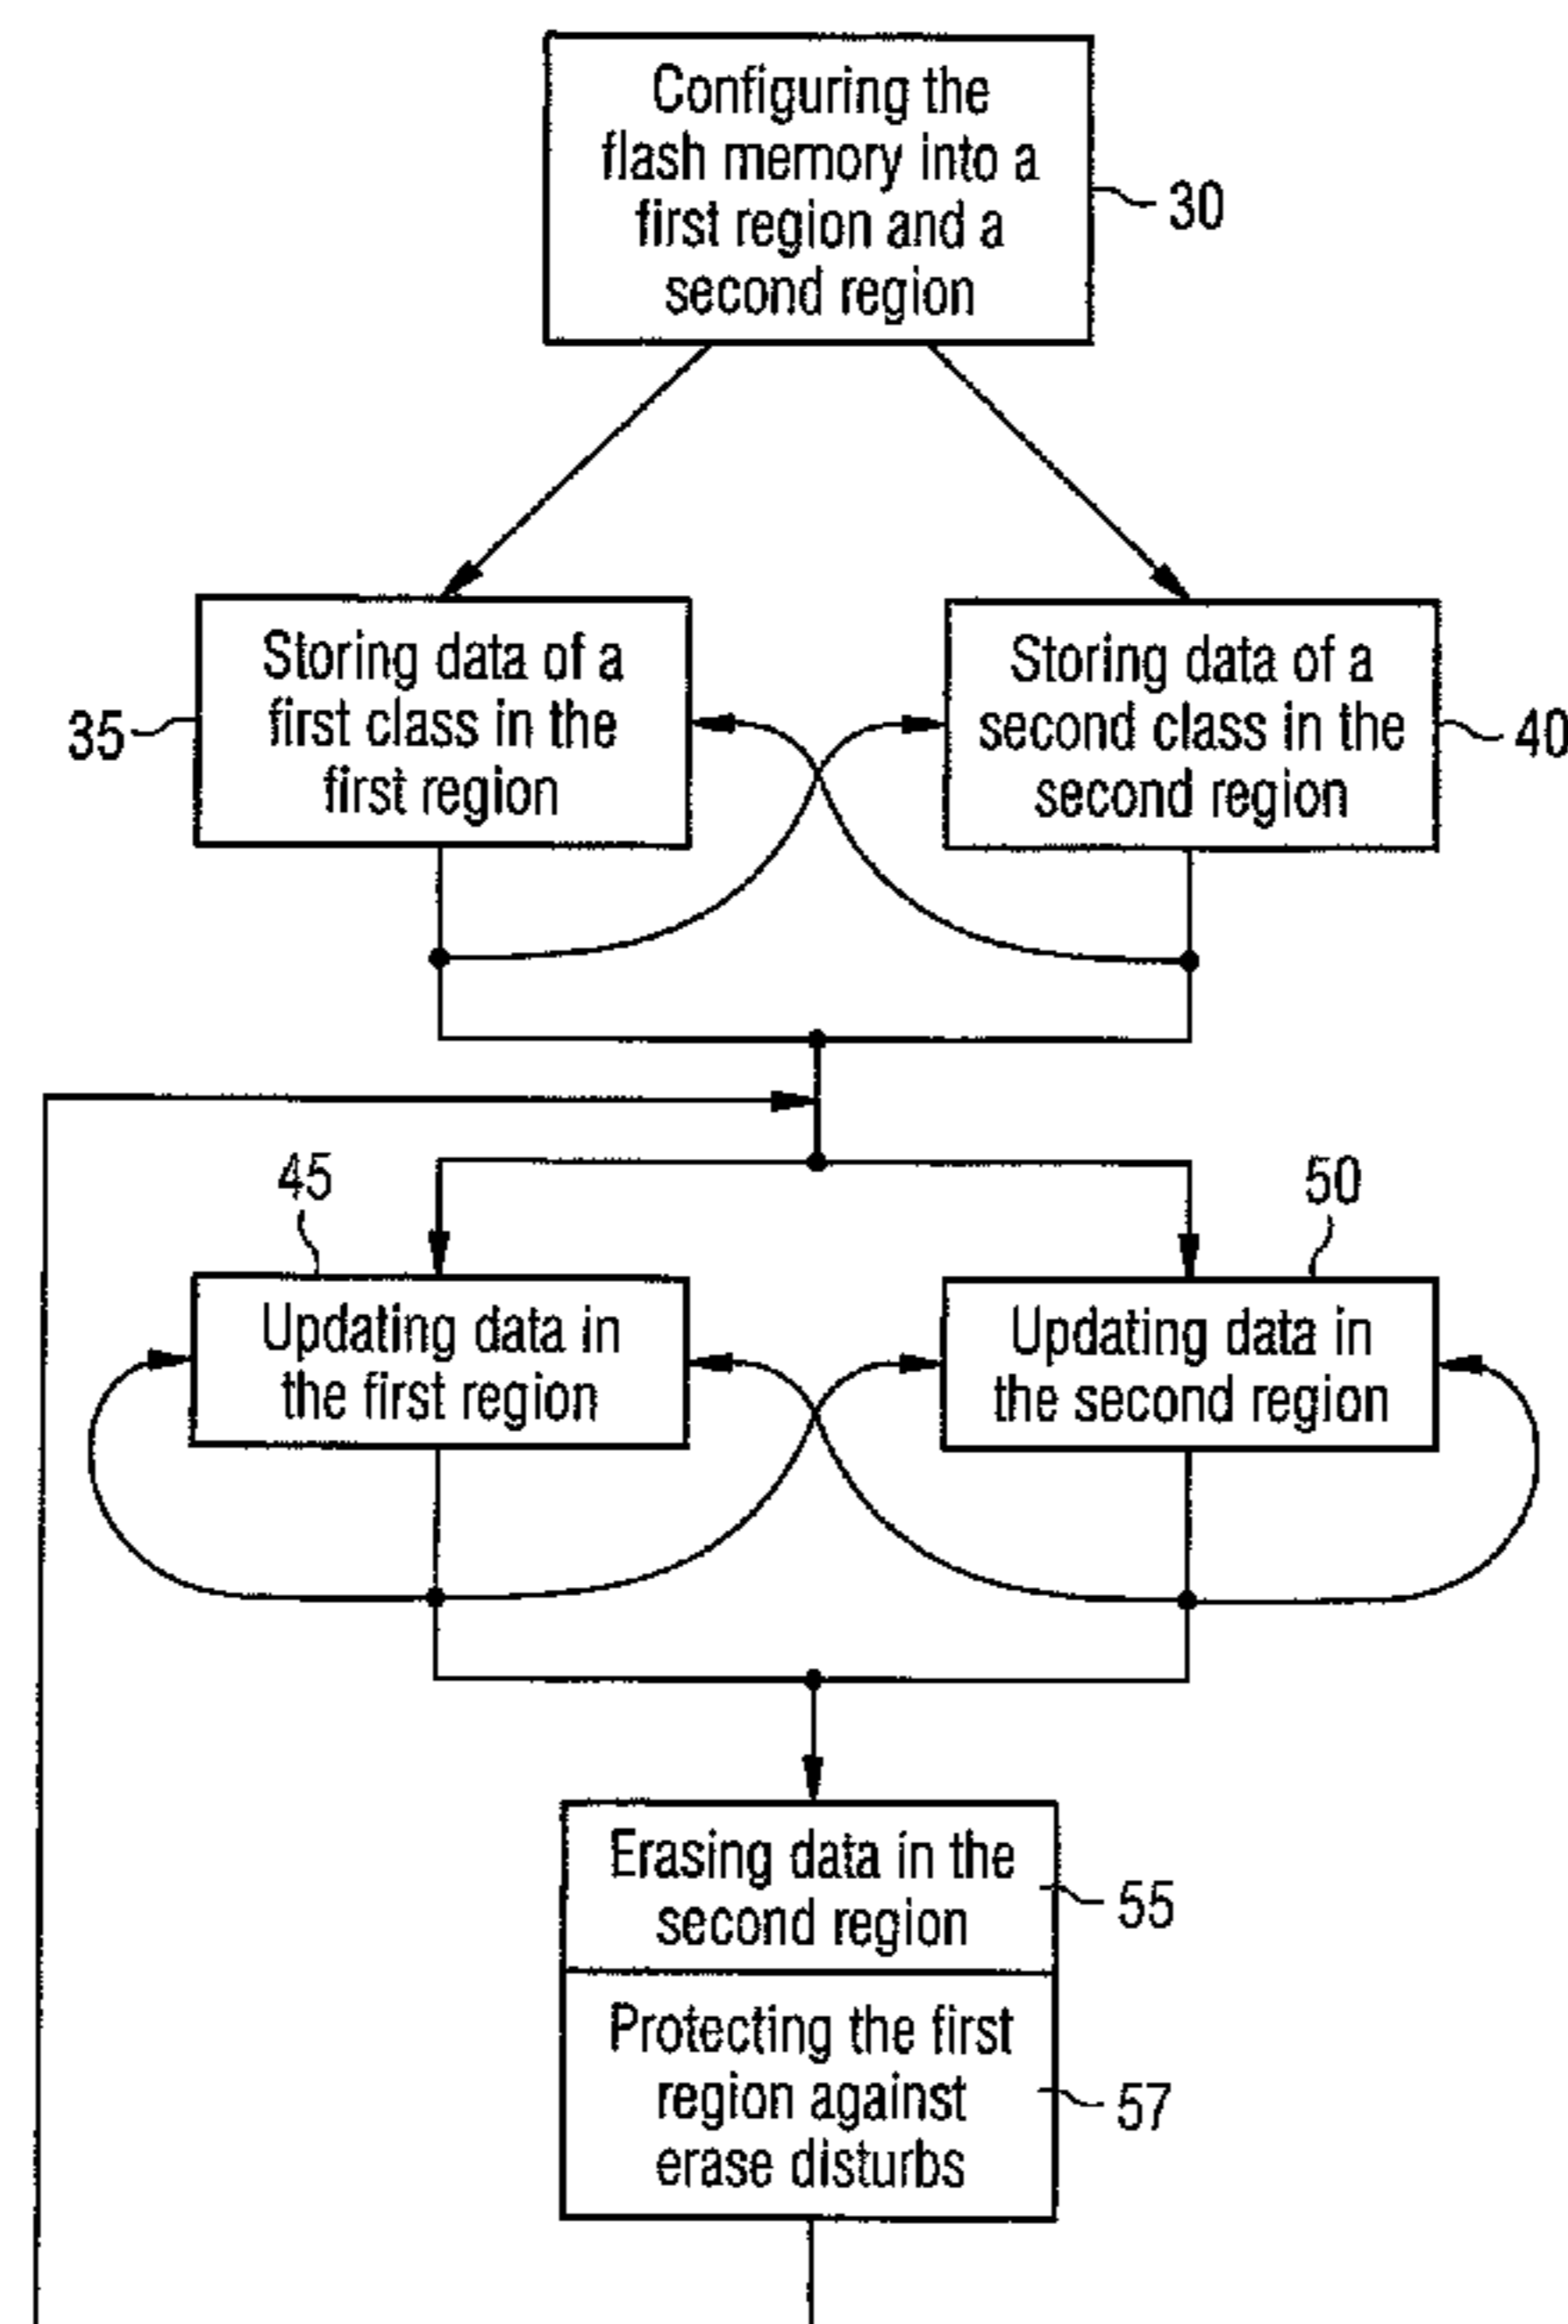 Configuring the
flash memory into a
first region and a
second region
30
Storing data of a
first class in the
first region
35
Storing data of a
second class in the
second region
40
45
50
Updating data in
the first region
Updating data in
the second region
Erasing data in the
second region
55
Protecting the first
region against
erase disturbs
57